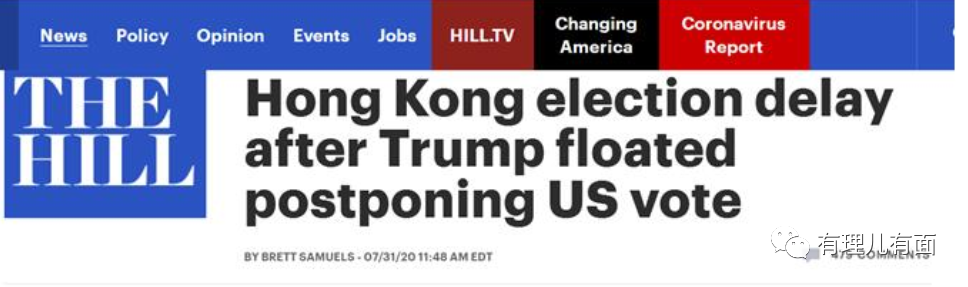 News Policy Opinion Events Jobs HILL.TV
Changing
America
Coronavirus
Report
THE
HILL
Hong Kong election delay
after Trump floated
postponing US vote
BY BRETT SAMUELS - 07/31/20 11:48 AM EDT
475 COMMENTS
有理儿有面